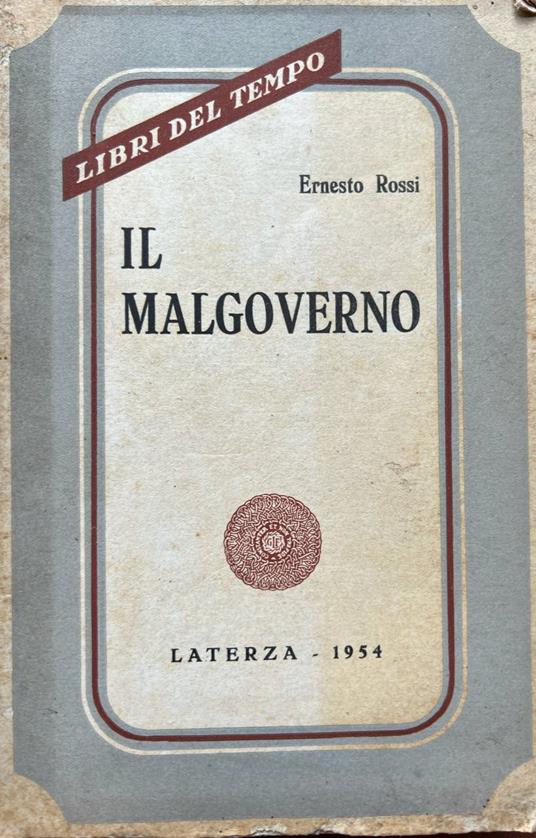 LIBRI DEL TEMPO
Ernesto Rossi
IL
MALGOVERNO
LATERZA - 1954